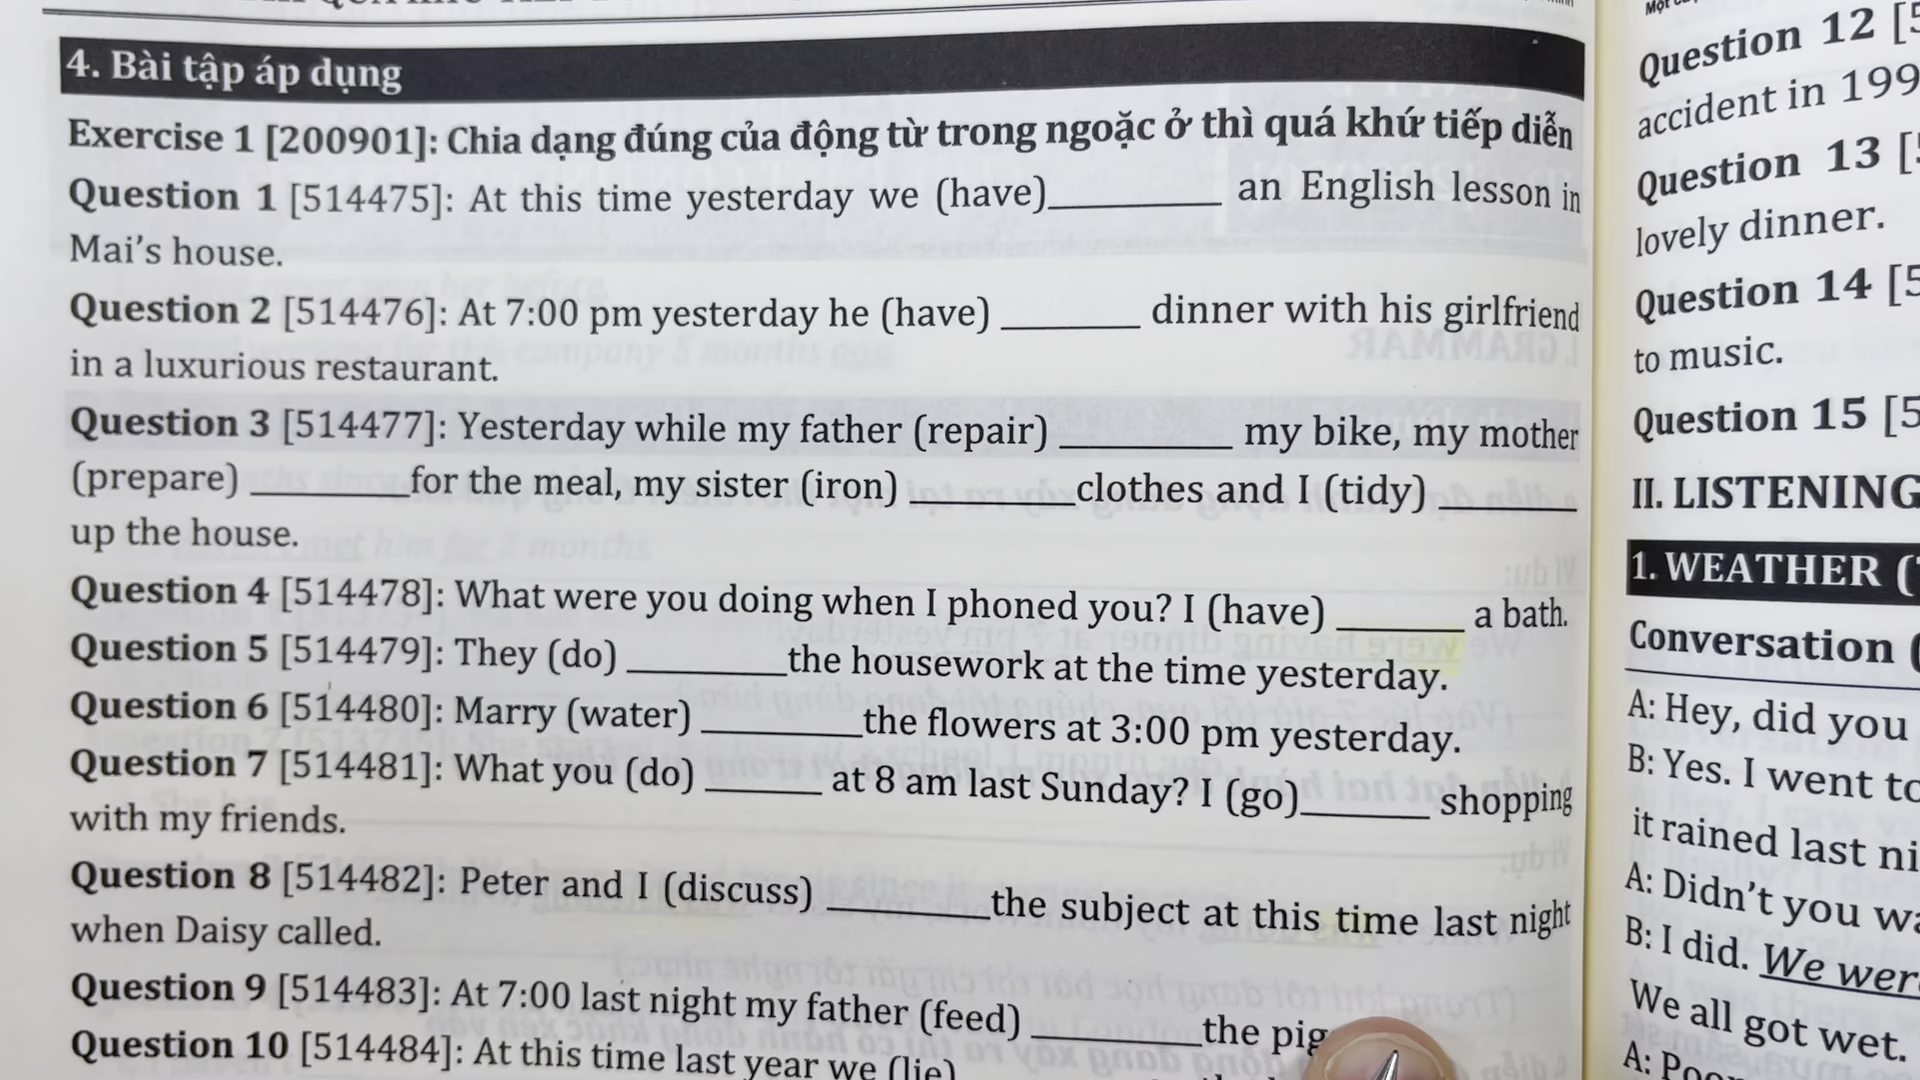 4. Bài tập áp dụng
Exercise 1 [200901]: Chia dạng đúng của động từ trong ngoặc ở thì quá khứ tiếp diễn
Question 1 [514475]: At this time yesterday we (have)__________ an English lesson in
Mai's house.
Question 2 [514476]: At 7:00 pm yesterday he (have) ________ dinner with his girlfriend
in a luxurious restaurant.
Question 3 [514477]: Yesterday while my father (repair)__________ my bike, my mother
(prepare) _________for the meal, my sister (iron) _________clothes and I (tidy) ________
up the house.
Question 4 [514478]: What were you doing when I phoned you? I (have) _______ a bath.
Question 5 [514479]: They (do) _________the housework at the time yesterday.
Question 6 [514480]: Marry (water) _________the flowers at 3:00 pm yesterday.
Question 7 [514481]: What you (do) _______ at 8 am last Sunday? I (go)_______ shopping
with my friends.
Question 8 [514482]: Peter and I (discuss) _________the subject at this time last night
when Daisy called.
Question 9 [514483]: At 7:00 last night my father (feed) __________the pig
Question 10 [514484]: At this time last year we (lie)
Question 12 [5
accident in 199
Question 13 [5
lovely dinner.
Question 14 [5
to music.
Question 15 [5
II. LISTENING
1. WEATHER (
Conversation (
A: Hey, did you
B: Yes. I went to
it rained last ni
A: Didn't you wa
B: I did. We wer
We all got wet.
A: Poor